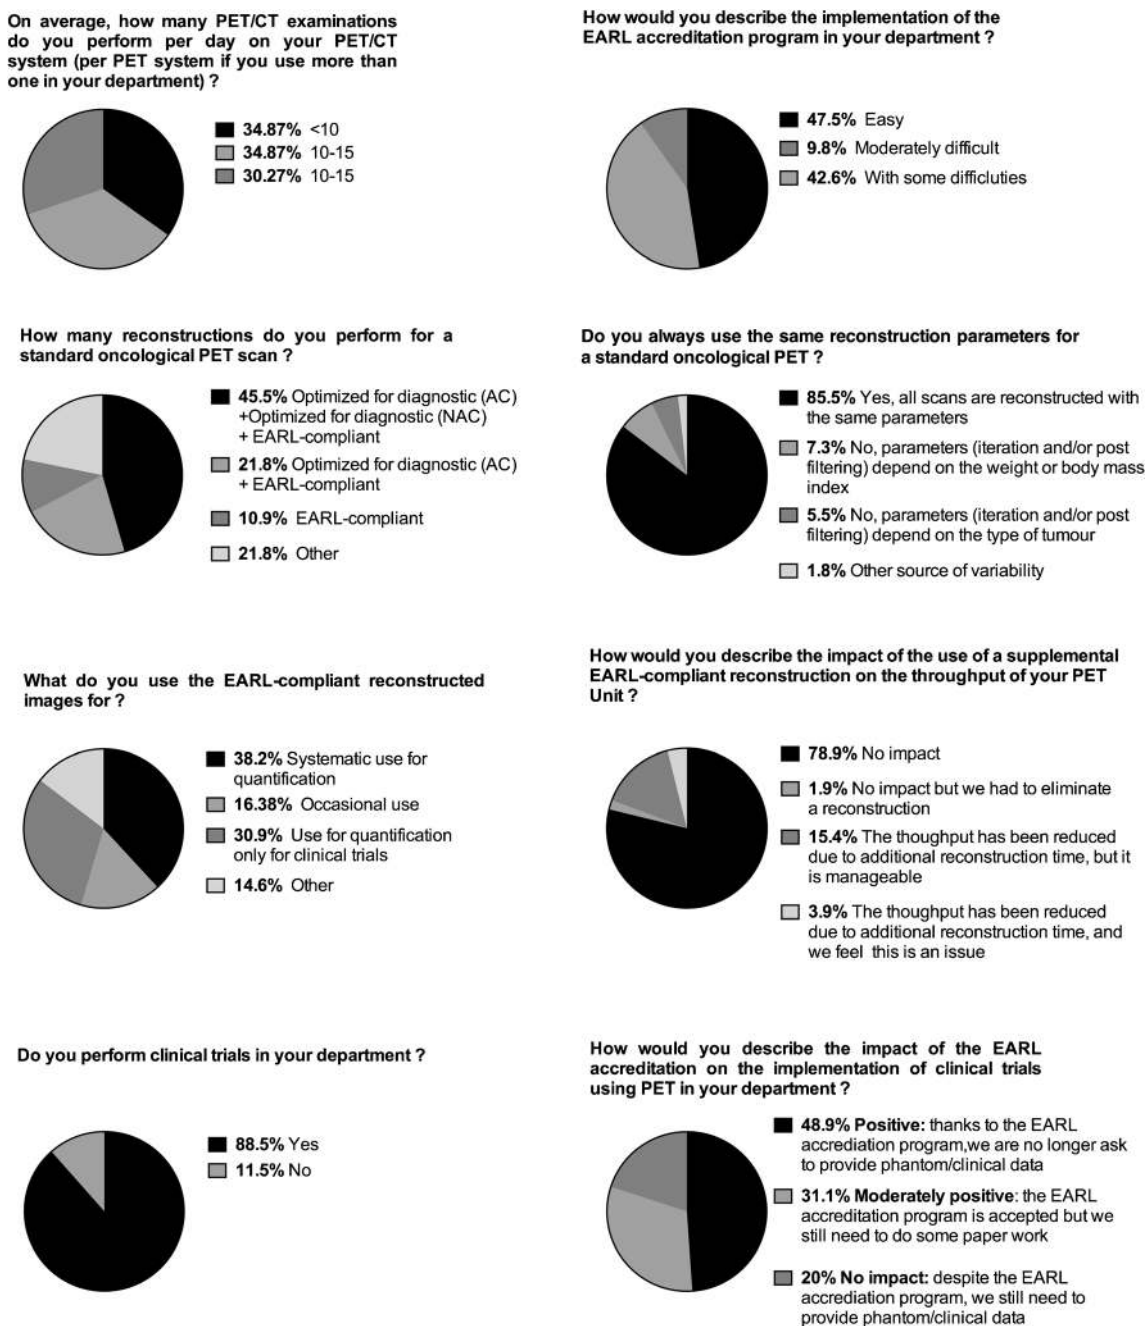 On average, how many PET/CT examinations
do you perform per day on your PET/CT
system (per PET system if you use more than
one in your department) ?
34.87% <10
34.87% 10-15
30.27% 10-15
How would you describe the implementation of the
EARL accreditation program in your department ?
47.5% Easy
9.8% Moderately difficult
42.6% With some difficluties
How many reconstructions do you perform for a
standard oncological PET scan ?
45.5% Optimized for diagnostic (AC)
+Optimized for diagnostic (NAC)
+ EARL-compliant
21.8% Optimized for diagnostic (AC)
+ EARL-compliant
10.9% EARL-compliant
21.8% Other
Do you always use the same reconstruction parameters for
a standard oncological PET ?
85.5% Yes, all scans are reconstructed with
the same parameters
7.3% No, parameters (iteration and/or post
filtering) depend on the weight or body mass
index
5.5% No, parameters (iteration and/or post
filtering) depend on the type of tumour
1.8% Other source of variability
What do you use the EARL-compliant reconstructed
images for ?
38.2% Systematic use for
quantification
16.38% Occasional use
30.9% Use for quantification
only for clinical trials
14.6% Other
How would you describe the impact of the use of a supplemental
EARL-compliant reconstruction on the throughput of your PET
Unit ?
78.9% No impact
1.9% No impact but we had to eliminate
a reconstruction
15.4% The thoughput has been reduced
due to additional reconstruction time, but it
is manageable
3.9% The thoughput has been reduced
due to additional reconstruction time, and
we feel this is an issue
Do you perform clinical trials in your department ?
88.5% Yes
11.5% No
How would you describe the impact of the EARL
accreditation on the implementation of clinical trials
using PET in your department ?
48.9% Positive: thanks to the EARL
accrediation program,we are no longer ask
to provide phantom/clinical data
31.1% Moderately positive: the EARL
accreditation program is accepted but we
still need to do some paper work
20% No impact: despite the EARL
accrediation program, we still need to
provide phantom/clinical data